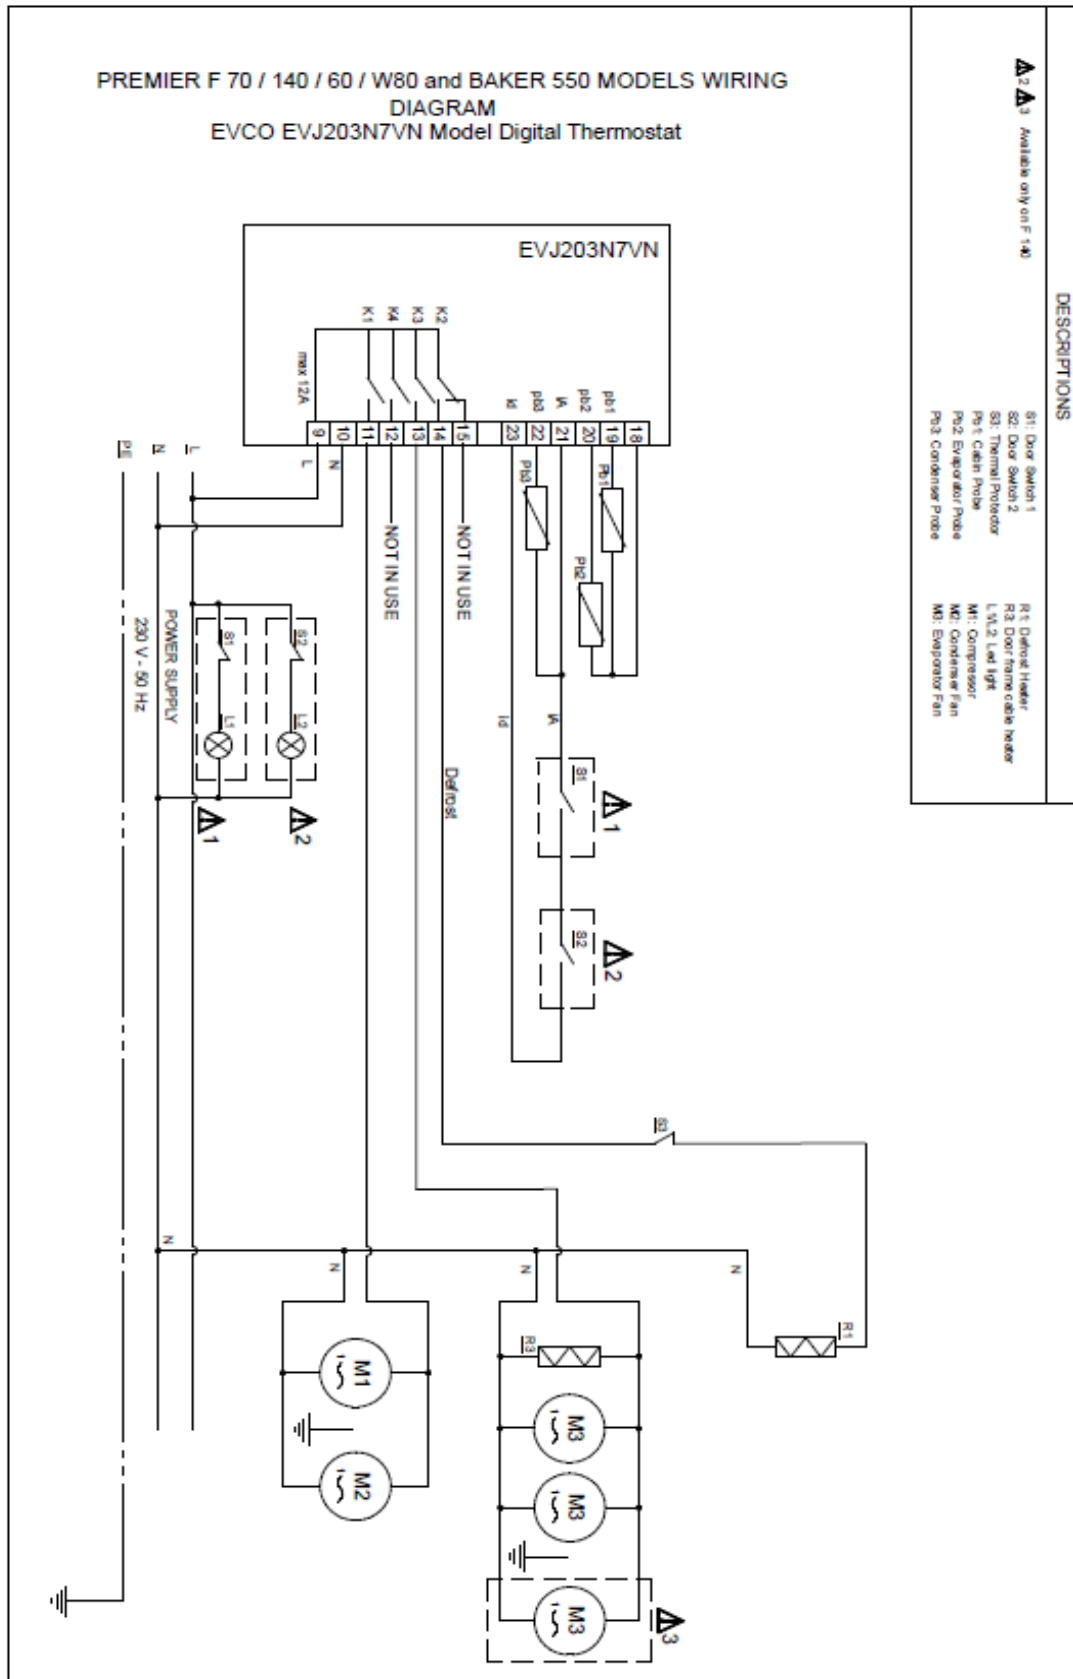 PREMIER F 70 / 140 / 60 / W80 and BAKER 550 MODELS WIRING
DIAGRAM
EVCO EVJ203N7VN Model Digital Thermostat
DESCRIPTIONS
2 3 Available only on F 140
S1: Door Switch 1
S2: Door Switch 2
S3: Thermal Protector
Pb1: Cabin Probe
Pb2: Evaporator Probe
Pb3: Condenser Probe
R1: Defrost Heater
R3: Door frame cable heater
L1/L2: Led light
M1: Compressor
M2: Condenser Fan
M3: Evaporator Fan
EVJ203N7VN
K1
K4
K3
K2
max 12A
id
pb3
IA
pb2
pb1
9
10
11
12
13
14
15
23
22
21
20
19
18
L
N
PE
N
L
NOT IN USE
NOT IN USE
Pb3
Pb2
Pb1
POWER SUPPLY
230 V - 50 Hz
S1
L1
1
S2
L2
2
Defrost
id
IA
S1
1
S2
2
S3
N
N
N
N
R1
R3
M1
M2
M3
M3
M3
3